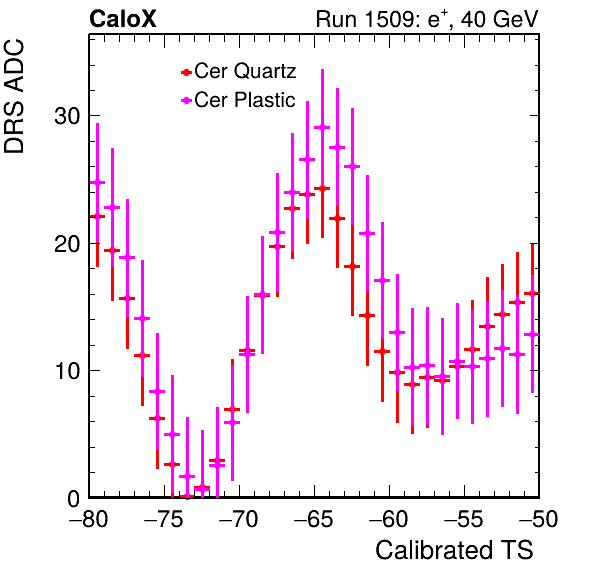 CaloX Run 1509: e⁺, 40 GeV
DRS ADC
Cer Quartz
Cer Plastic
30
20
10
0
−80 −75 −70 −65 −60 −55 −50
Calibrated TS